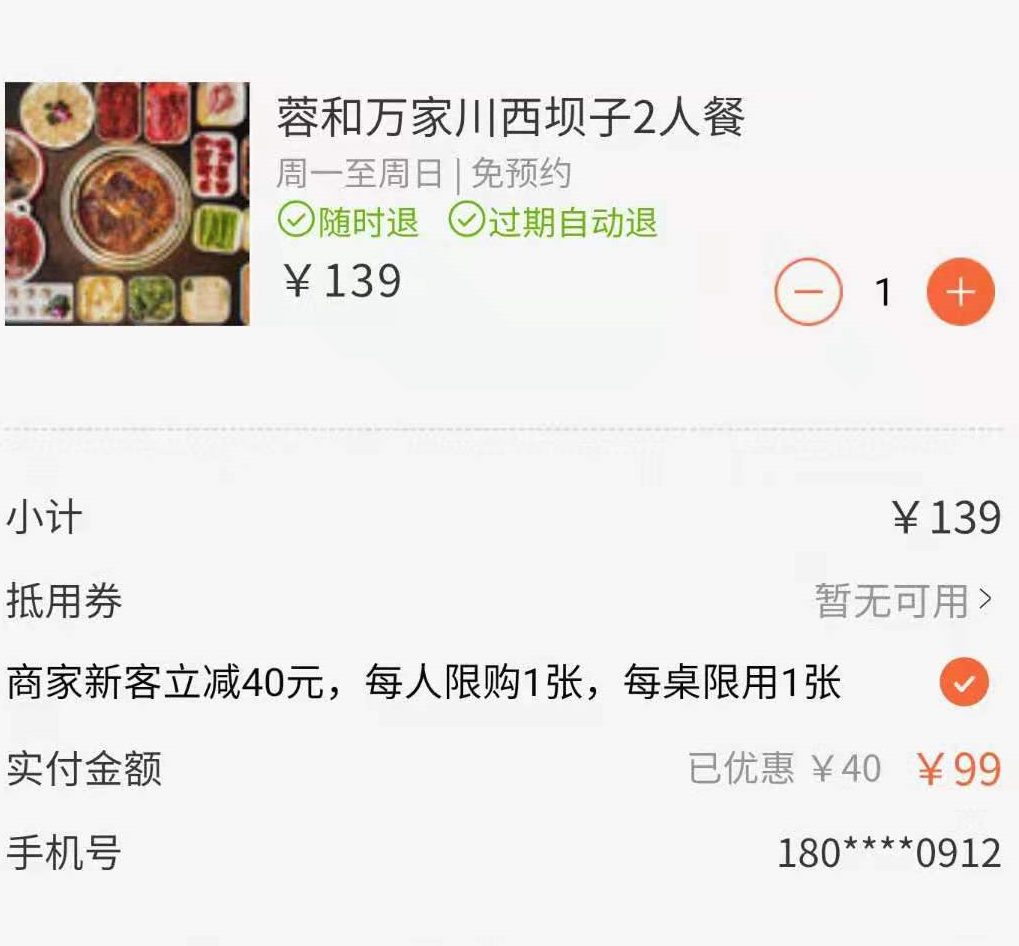 蓉和万家川西坝子2人餐
周一至周日 | 免预约
随时退 过期自动退
￥139
1
小计 ￥139
抵用券 暂无可用
商家新客立减40元，每人限购1张，每桌限用1张
实付金额 已优惠 ￥40 ￥99
手机号 180****0912